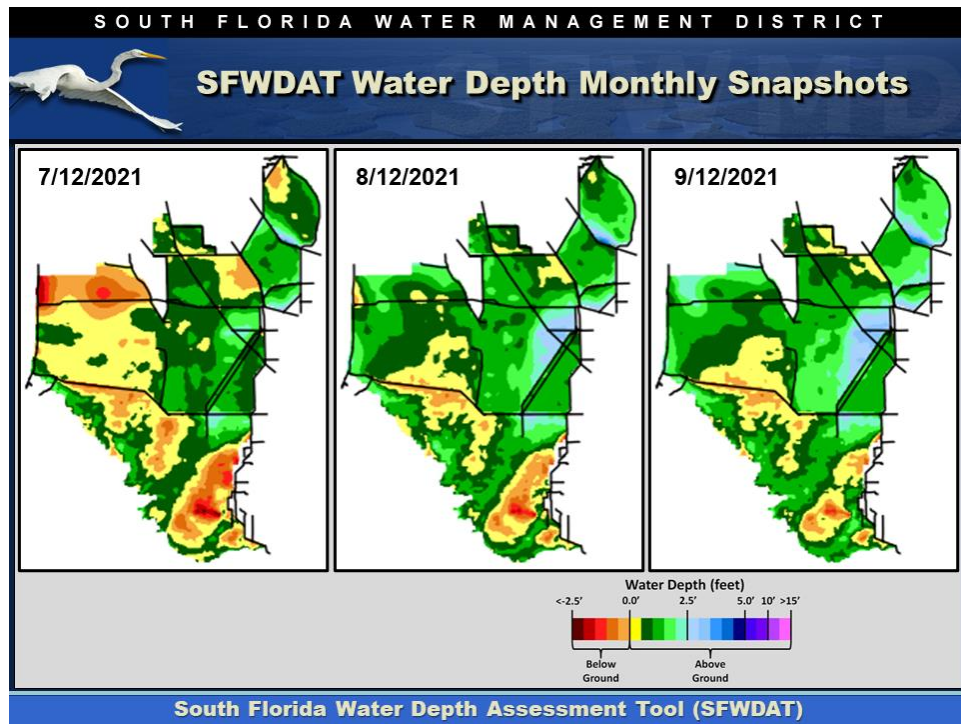 SOUTH FLORIDA WATER MANAGEMENT DISTRICT
SFWDAT Water Depth Monthly Snapshots
7/12/2021
8/12/2021
9/12/2021
Water Depth (feet)
<-2.5' 0.0' 2.5' 5.0' 10' >15'
Below Ground
Above Ground
South Florida Water Depth Assessment Tool (SFWDAT)